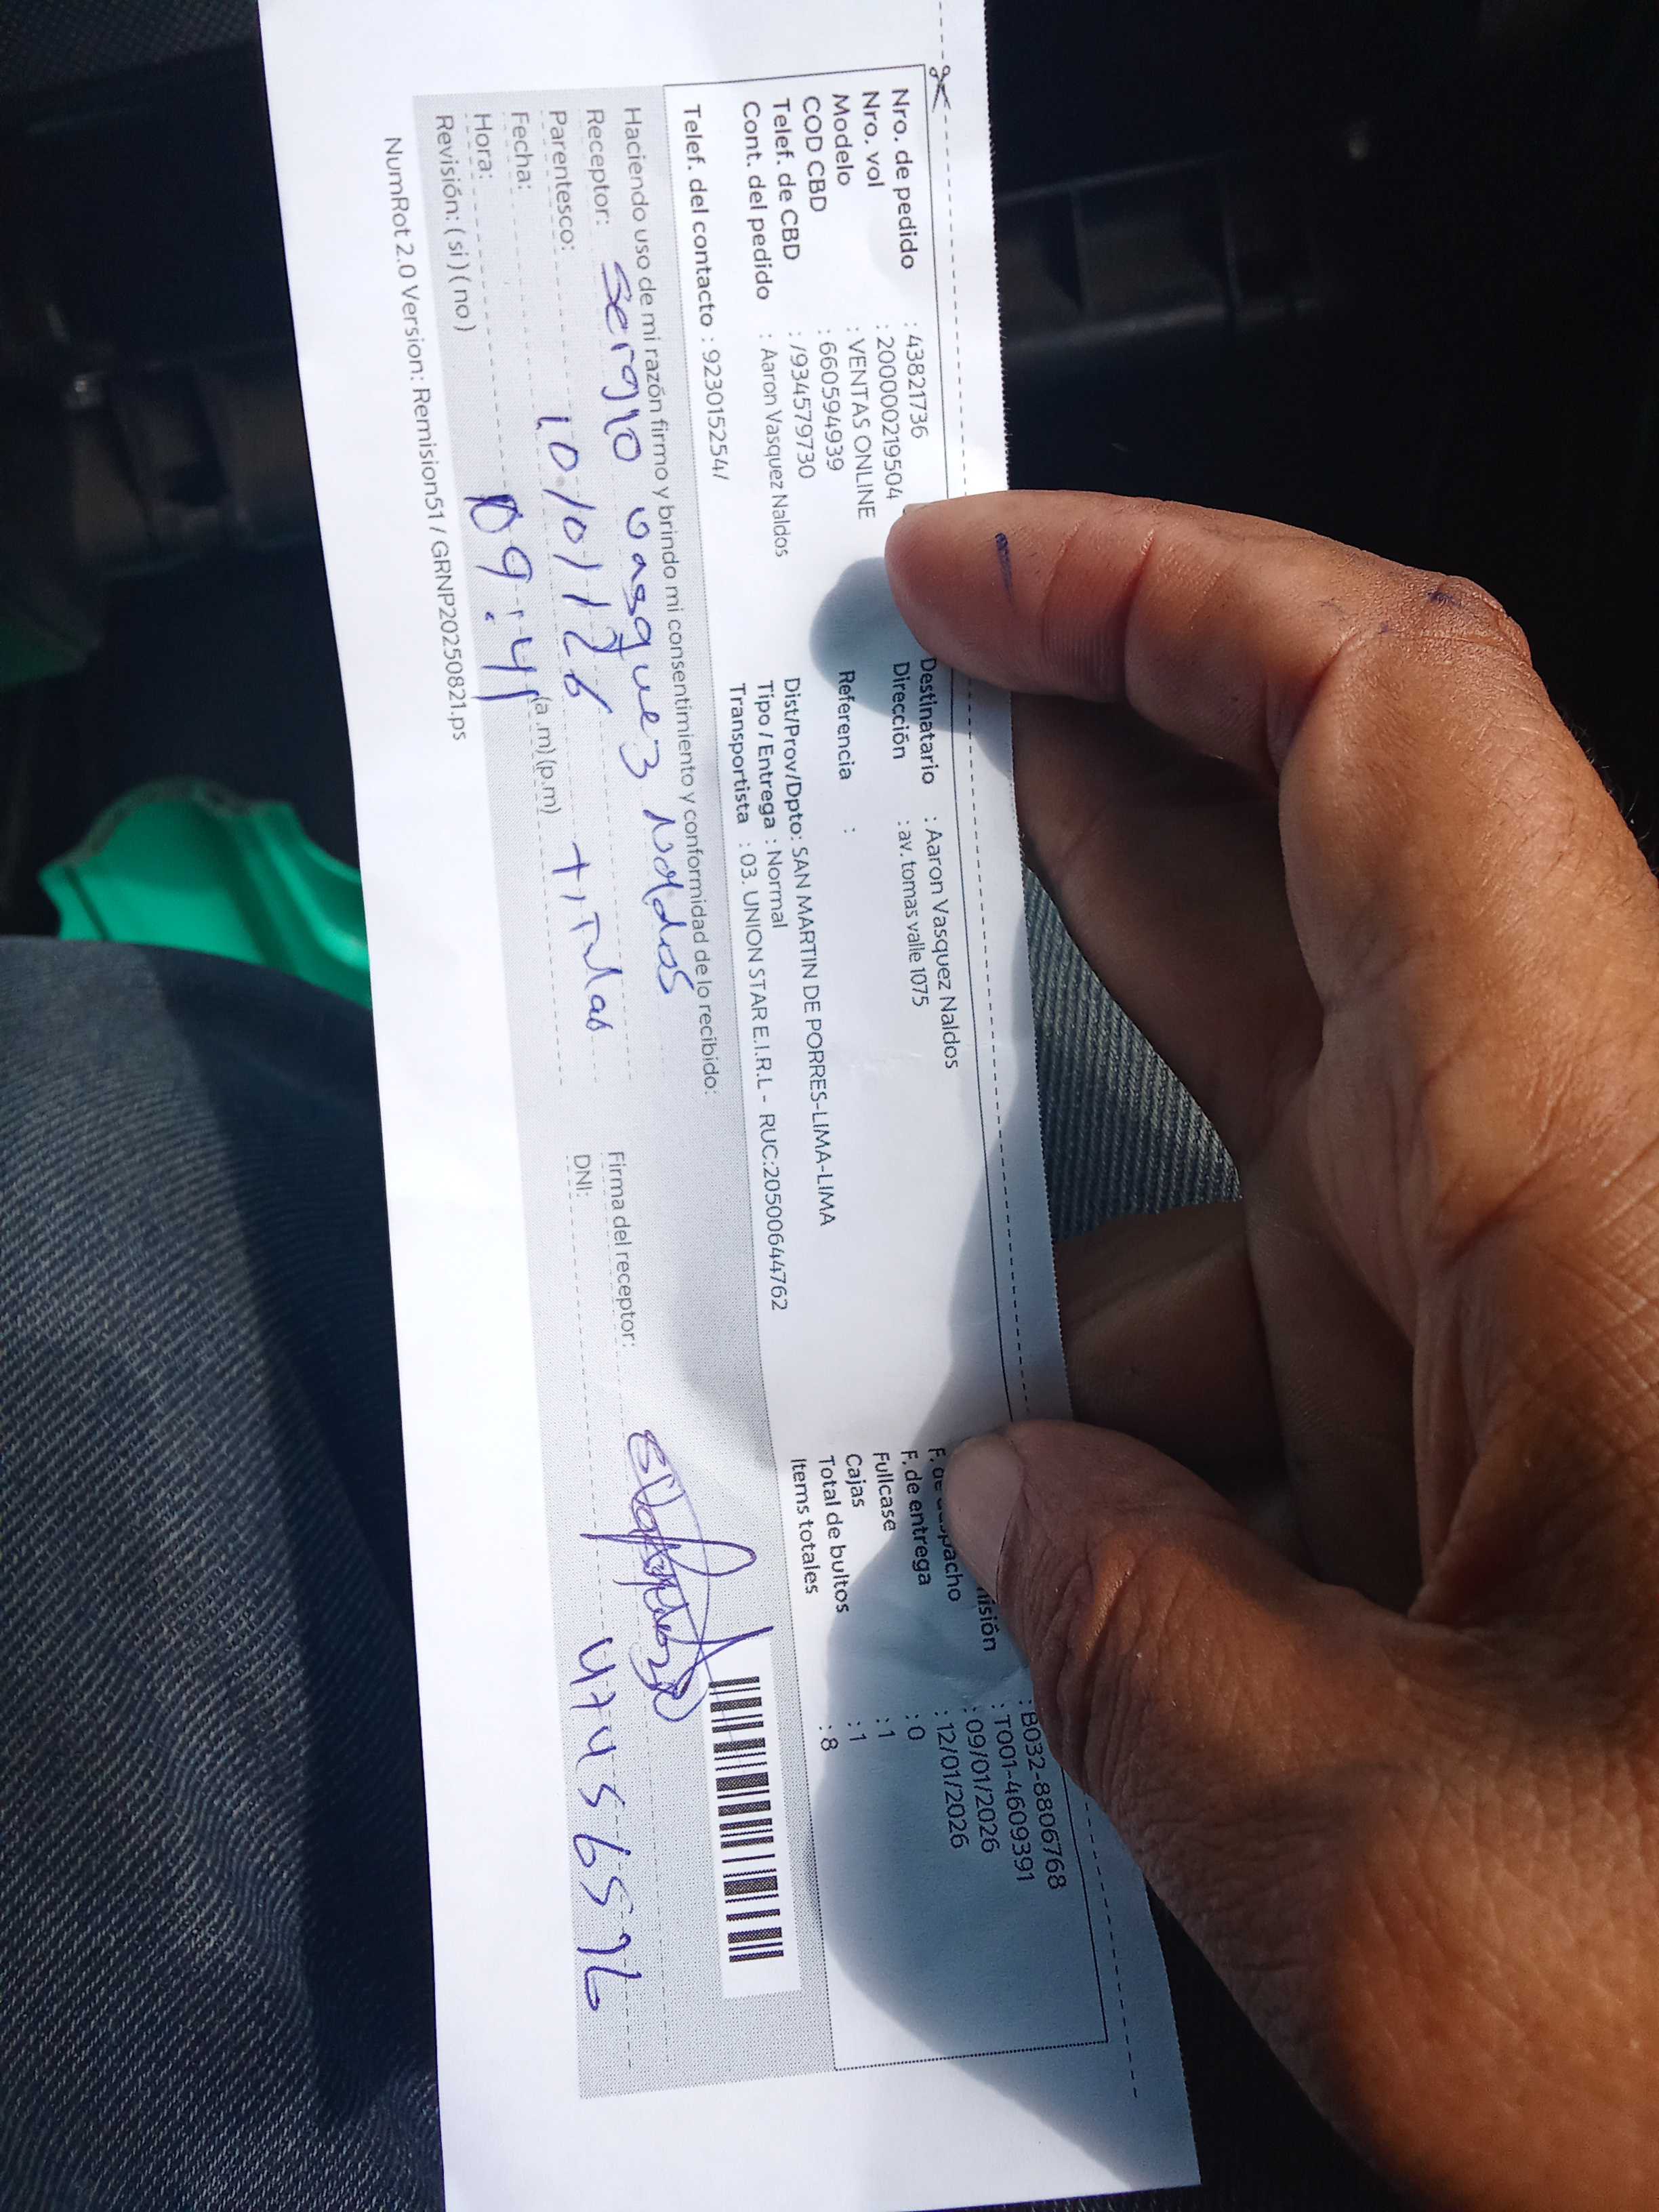 Nro. de pedido : 43821736
Nro. vol : 200000219504
Modelo : VENTAS ONLINE
COD CBD : 660594939
Telef. de CBD : /934579730
Cont. del pedido : Aaron Vasquez Naldos
Telef. del contacto : 923015254/
Destinatario : Aaron Vasquez Naldos
Dirección : av. tomas valle 1075
Referencia :
Dist/Prov/Dpto: SAN MARTIN DE PORRES-LIMA-LIMA
Tipo / Entrega : Normal
Transportista : 03. UNION STAR E.I.R.L - RUC:20500644762
: B032-8806768
: T001-4609391
F. de despacho : 09/01/2026
F. de entrega : 12/01/2026
Fullcase : 0
Cajas : 1
Total de bultos : 1
Items totales : 8
Haciendo uso de mi razón firmo y brindo mi consentimiento y conformidad de lo recibido:
Receptor: Sergio vasquez Naldos
Parentesco:
Fecha: 10/01/26
Hora: 09:41 (a.m) (p.m)
Revisión: ( si ) ( no )
Firma del receptor:
DNI: 47456596
NumRot 2.0 Version: Remision51 / GRNP20250821.ps